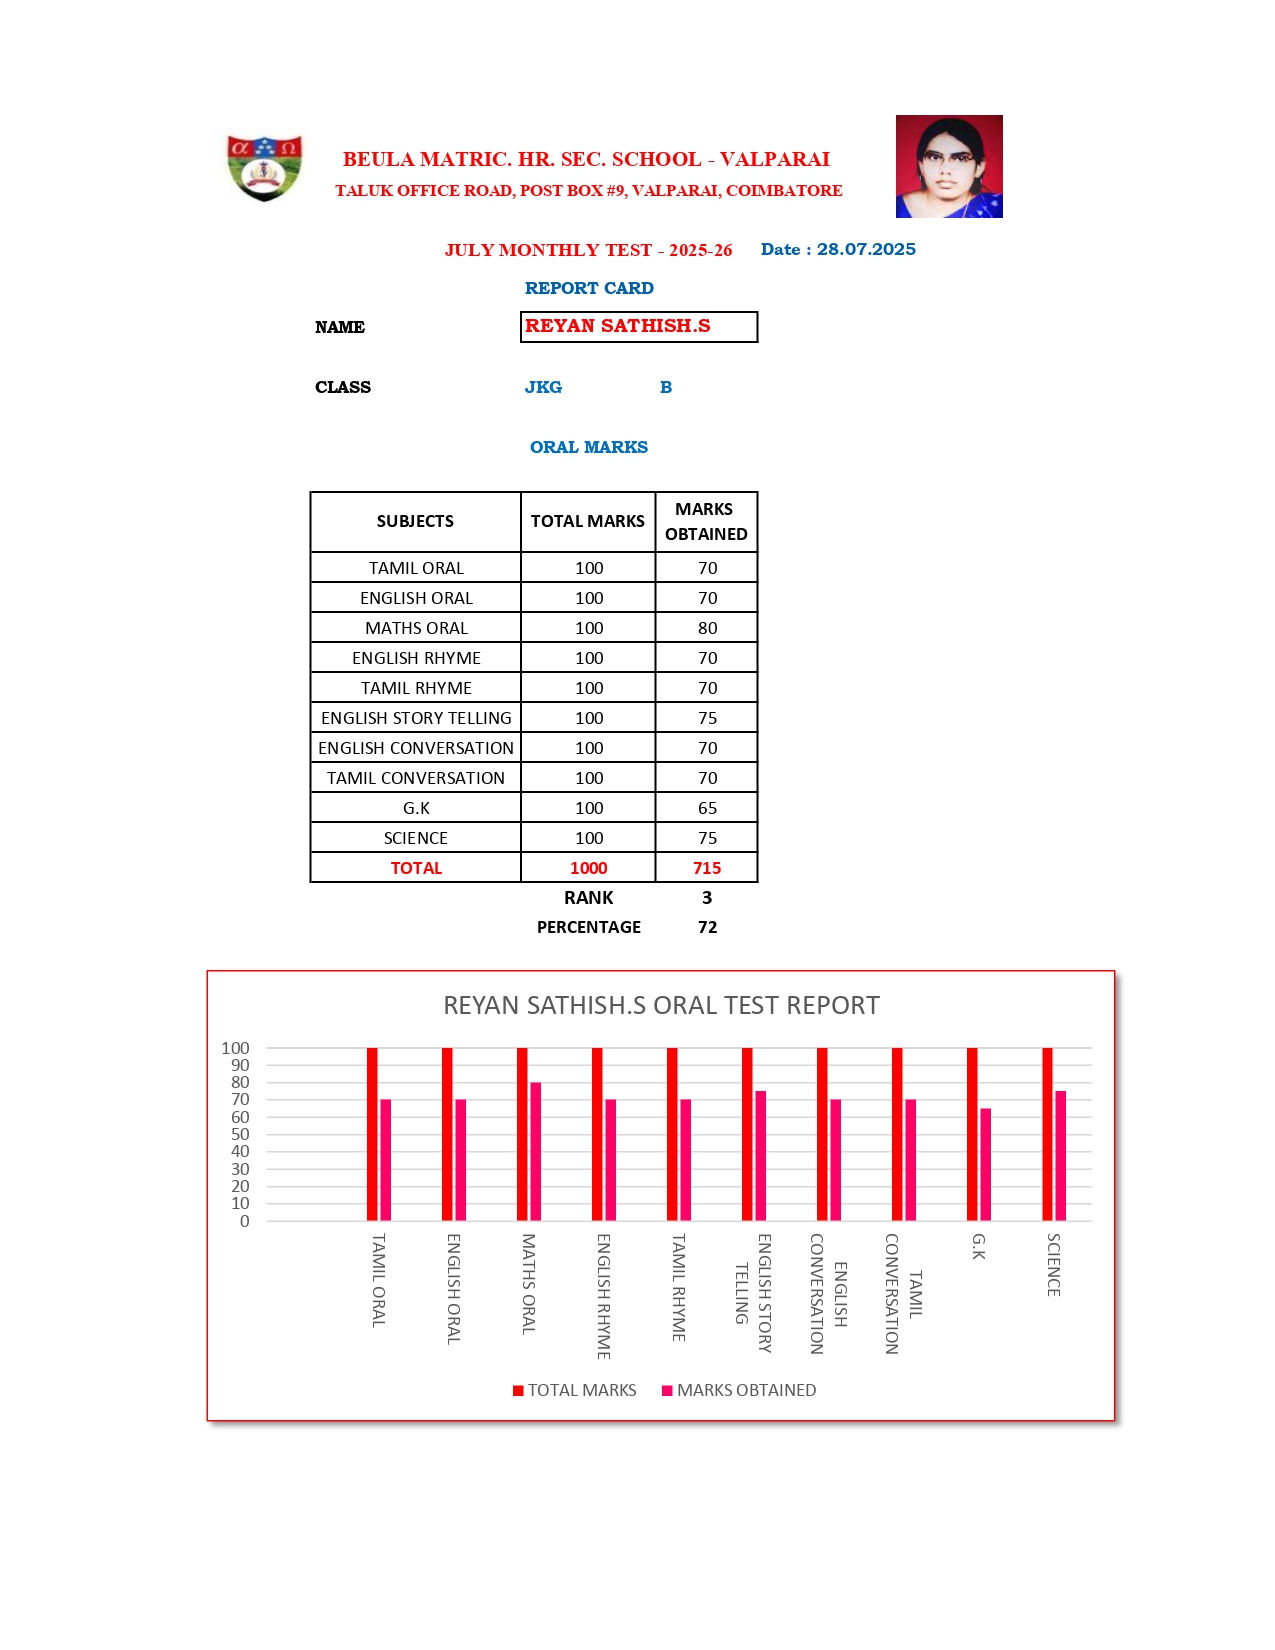 α Ω
BEULA MATRIC. HR. SEC. SCHOOL - VALPARAI
TALUK OFFICE ROAD, POST BOX #9, VALPARAI, COIMBATORE
JULY MONTHLY TEST - 2025-26 Date : 28.07.2025
REPORT CARD
NAME REYAN SATHISH.S
CLASS JKG B
ORAL MARKS
SUBJECTS TOTAL MARKS MARKS OBTAINED
TAMIL ORAL 100 70
ENGLISH ORAL 100 70
MATHS ORAL 100 80
ENGLISH RHYME 100 70
TAMIL RHYME 100 70
ENGLISH STORY TELLING 100 75
ENGLISH CONVERSATION 100 70
TAMIL CONVERSATION 100 70
G.K 100 65
SCIENCE 100 75
TOTAL 1000 715
RANK 3
PERCENTAGE 72
REYAN SATHISH.S ORAL TEST REPORT
100
90
80
70
60
50
40
30
20
10
0
TAMIL ORAL
ENGLISH ORAL
MATHS ORAL
ENGLISH RHYME
TAMIL RHYME
ENGLISH STORY
TELLING
ENGLISH
CONVERSATION
TAMIL
CONVERSATION
G.K
SCIENCE
TOTAL MARKS MARKS OBTAINED